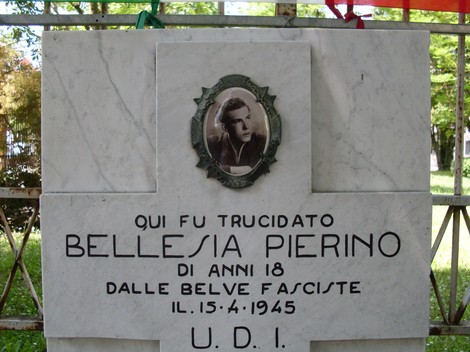 QUI FU TRUCIDATO
BELLESIA PIERINO
DI ANNI 18
DALLE BELVE FASCISTE
IL 15-4-1945
U. D. I.